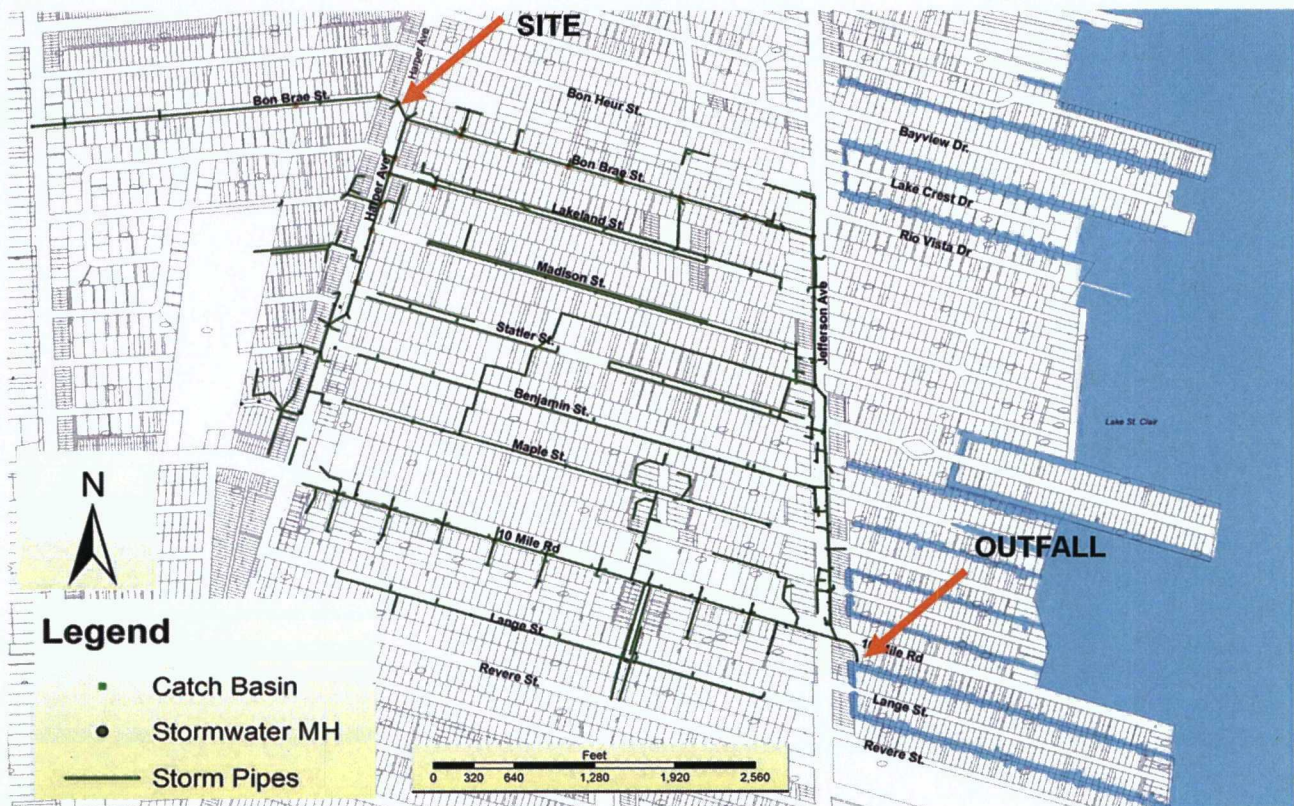 SITE
Harper Ave
Bon Brae St.
Bon Heur St.
Bayview Dr.
Bon Brae St.
Lake Crest Dr
Harper Ave
Lakeland St.
Rio Vista Dr
Madison St.
Jefferson Ave
Statler St.
Benjamin St.
Lake St. Clair
Maple St.
N
10 Mile Rd
OUTFALL
10 Mile Rd
Lange St.
Legend
Revere St.
Catch Basin
Lange St.
Stormwater MH
Revere St.
Feet
Storm Pipes
0 320 640 1,280 1,920 2,560